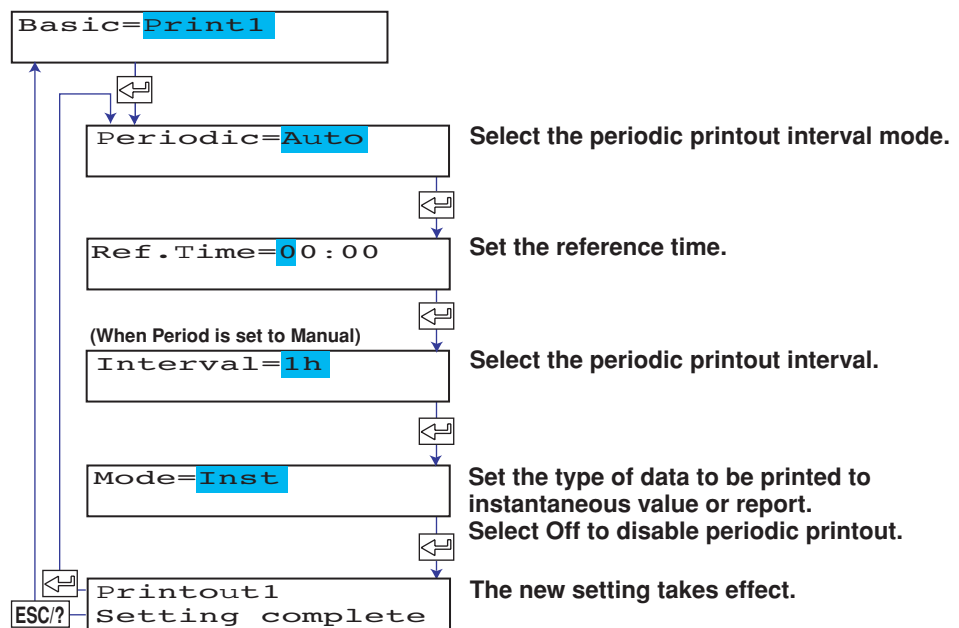 Basic=Print1
Periodic=Auto
Select the periodic printout interval mode.
Ref.Time=00:00
Set the reference time.
(When Period is set to Manual)
Interval=1h
Select the periodic printout interval.
Mode=Inst
Set the type of data to be printed to
instantaneous value or report.
Select Off to disable periodic printout.
Printout1
Setting complete
The new setting takes effect.
ESC/?